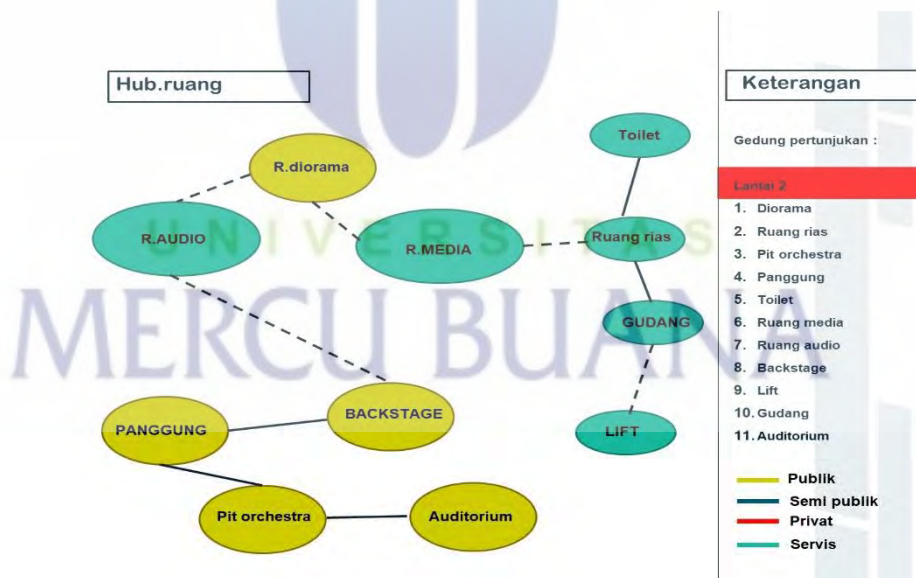 Hub.ruang
Keterangan
Toilet
Gedung pertunjukan :
R.diorama
Lantai 2
1. Diorama
2. Ruang rias
3. Pit orchestra
4. Panggung
5. Toilet
6. Ruang media
7. Ruang audio
8. Backstage
9. Lift
10. Gudang
11. Auditorium
R.AUDIO
R.MEDIA
Ruang rias
UNIVERSITAS
MERCU BUANA
GUDANG
BACKSTAGE
PANGGUNG
LIFT
Pit orchestra
Auditorium
Publik
Semi publik
Privat
Servis